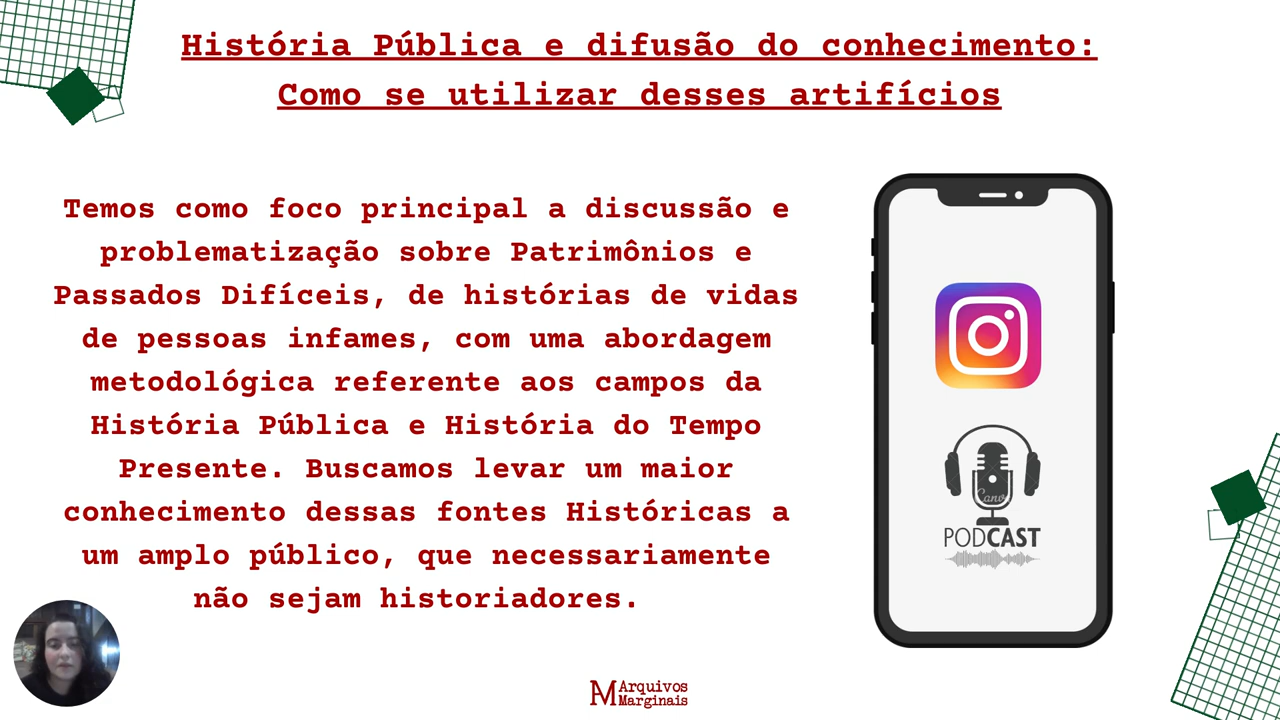 História Pública e difusão do conhecimento:
Como se utilizar desses artifícios
Temos como foco principal a discussão e
problematização sobre Patrimônios e
Passados Difíceis, de histórias de vidas
de pessoas infames, com uma abordagem
metodológica referente aos campos da
História Pública e História do Tempo
Presente. Buscamos levar um maior
conhecimento dessas fontes Históricas a
um amplo público, que necessariamente
não sejam historiadores.
Canva
PODCAST
M Arquivos
Marginais